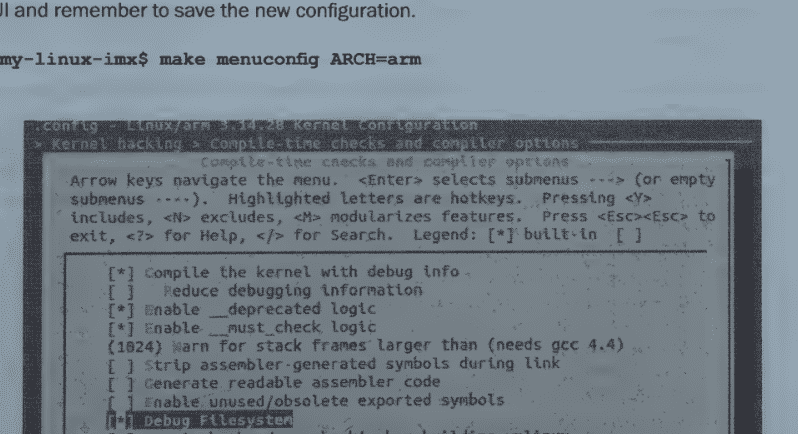 UI and remember to save the new configuration.
my-linux-imx$ make menuconfig ARCH=arm
.config - Linux/arm 3.14.28 Kernel Configuration
> Kernel hacking > Compile-time checks and compiler options
Compile-time checks and compiler options
Arrow keys navigate the menu. <Enter> selects submenus ---> (or empty
submenus ----). Highlighted letters are hotkeys. Pressing <Y>
includes, <N> excludes, <M> modularizes features. Press <Esc><Esc> to
exit, <?> for Help, </> for Search. Legend: [*] built-in [ ]
[*] Compile the kernel with debug info
[ ] Reduce debugging information
[*] Enable __deprecated logic
[*] Enable __must_check logic
(1024) Warn for stack frames larger than (needs gcc 4.4)
[ ] Strip assembler-generated symbols during link
[ ] Generate readable assembler code
[ ] Enable unused/obsolete exported symbols
[*] Debug Filesystem